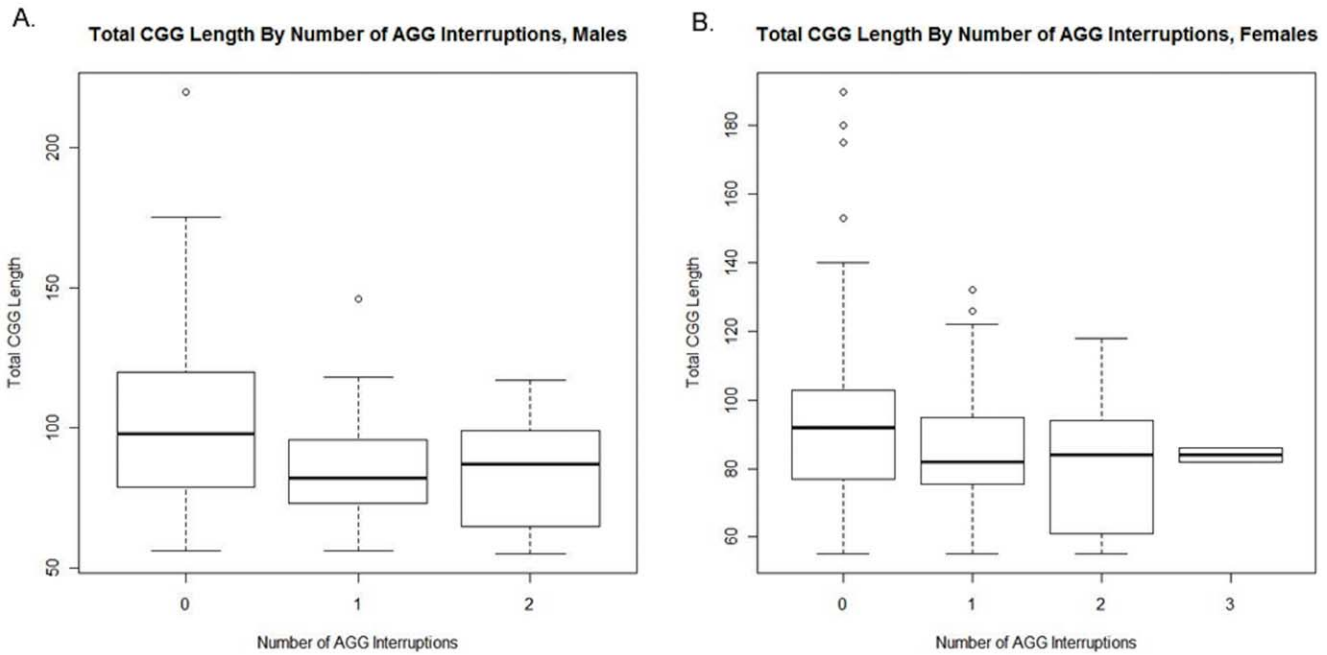 A.
Total CGG Length By Number of AGG Interruptions, Males
Total CGG Length
200
150
100
50
0 1 2
Number of AGG Interruptions
B.
Total CGG Length By Number of AGG Interruptions, Females
Total CGG Length
180
160
140
120
100
80
60
0 1 2 3
Number of AGG Interruptions